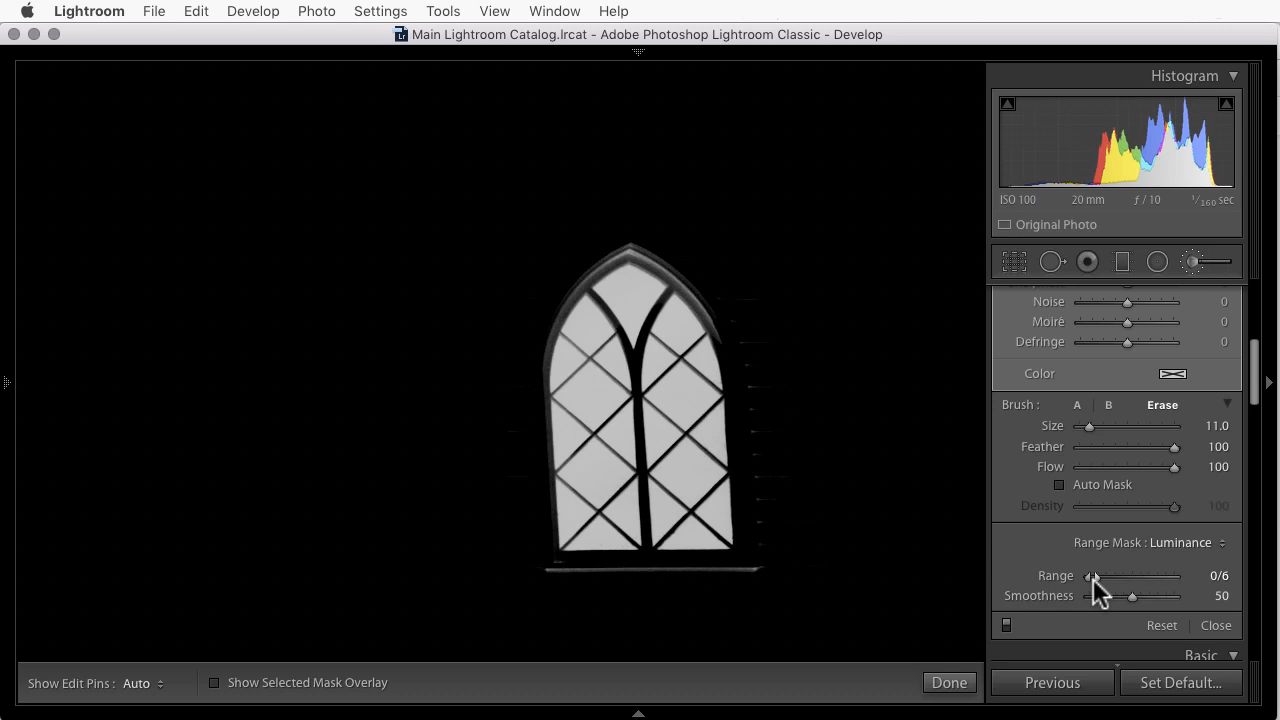 Lightroom File Edit Develop Photo Settings Tools View Window Help
Lr Main Lightroom Catalog.lrcat - Adobe Photoshop Lightroom Classic - Develop
Histogram
ISO 100 20 mm ƒ / 10 1/160 sec
Original Photo
Noise 0
Moiré 0
Defringe 0
Color
Brush : A B Erase
Size 11.0
Feather 100
Flow 100
Auto Mask
Density 100
Range Mask : Luminance
Range 0/6
Smoothness 50
Reset Close
Basic
Show Edit Pins : Auto Show Selected Mask Overlay Done Previous Set Default...